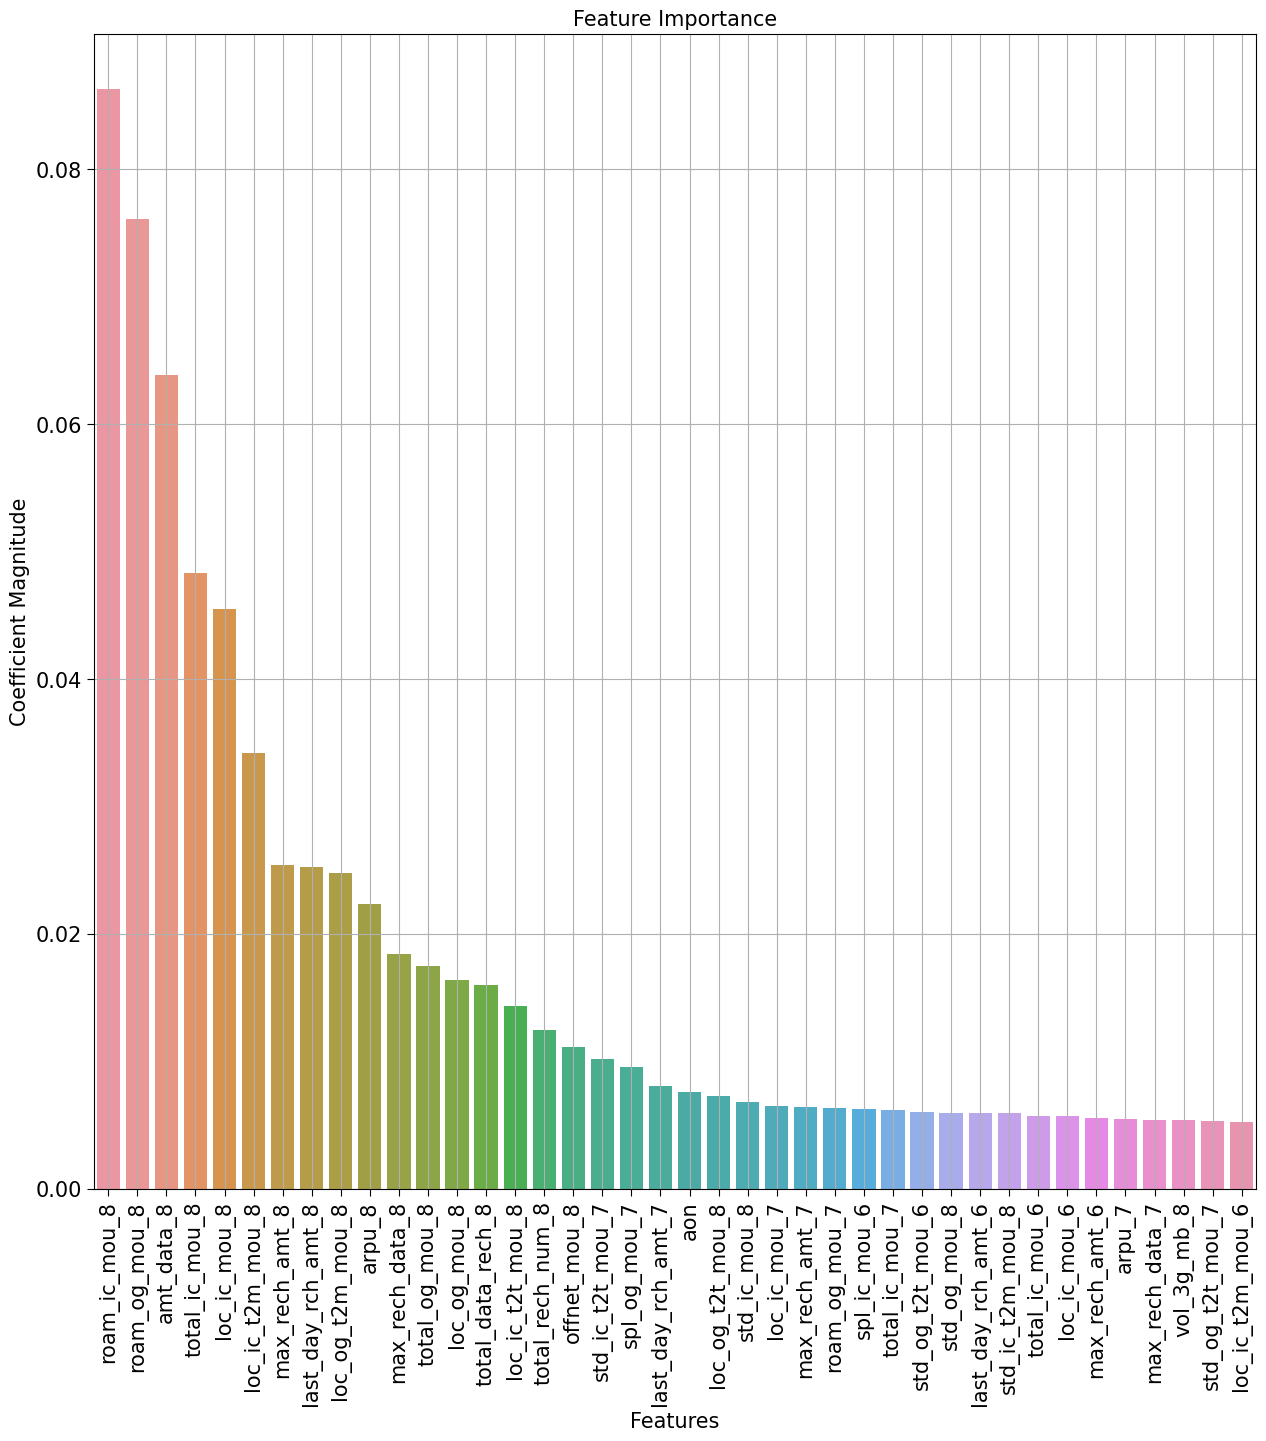 Feature Importance
0.08
0.06
0.04
0.02
0.00
Coefficient Magnitude
roam_ic_mou_8
roam_og_mou_8
amt_data_8
total_ic_mou_8
loc_ic_mou_8
loc_ic_t2m_mou_8
max_rech_amt_8
last_day_rch_amt_8
loc_og_t2m_mou_8
arpu_8
max_rech_data_8
total_og_mou_8
loc_og_mou_8
total_data_rech_8
loc_ic_t2t_mou_8
total_rech_num_8
offnet_mou_8
std_ic_t2t_mou_7
spl_og_mou_7
last_day_rch_amt_7
aon
loc_og_t2t_mou_8
std_ic_mou_8
loc_ic_mou_7
max_rech_amt_7
roam_og_mou_7
spl_ic_mou_6
total_ic_mou_7
std_og_t2t_mou_6
std_og_mou_8
last_day_rch_amt_6
std_ic_t2m_mou_8
total_ic_mou_6
loc_ic_mou_6
max_rech_amt_6
arpu_7
max_rech_data_7
vol_3g_mb_8
std_og_t2t_mou_7
loc_ic_t2m_mou_6
Features